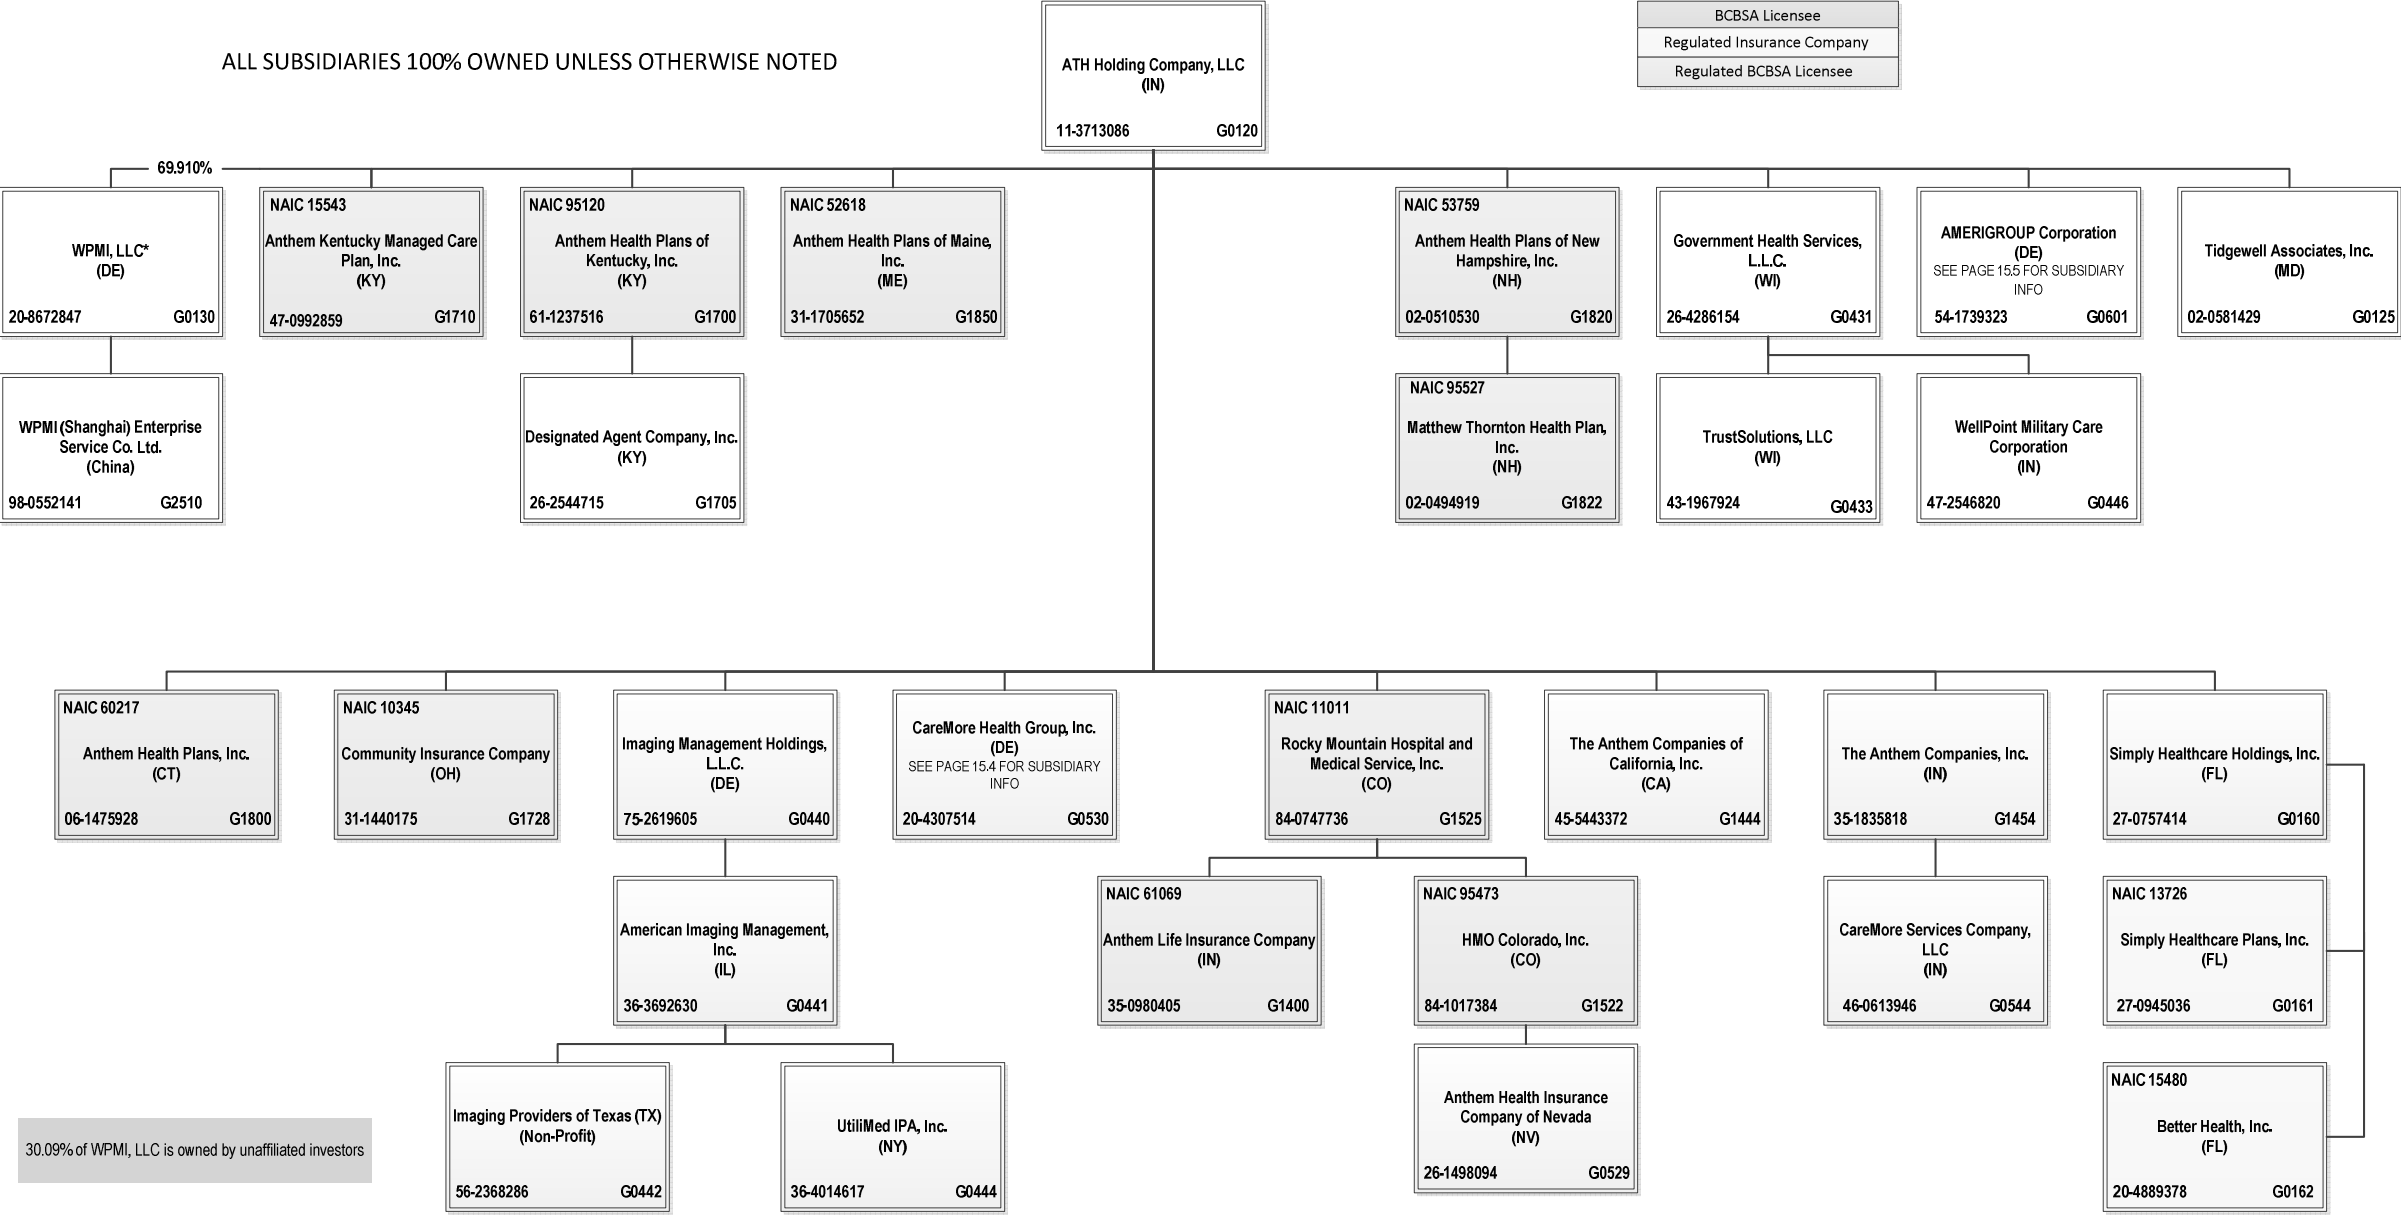 ALL SUBSIDIARIES 100% OWNED UNLESS OTHERWISE NOTED
ATH Holding Company, LLC
(IN)
11-3713086 G0120
BCBSA Licensee
Regulated Insurance Company
Regulated BCBSA Licensee
69.910%
WPMI, LLC*
(DE)
20-8672847 G0130
NAIC 15543
Anthem Kentucky Managed Care
Plan, Inc.
(KY)
47-0992859 G1710
NAIC 95120
Anthem Health Plans of
Kentucky, Inc.
(KY)
61-1237516 G1700
NAIC 52618
Anthem Health Plans of Maine,
Inc.
(ME)
31-1705652 G1850
NAIC 53759
Anthem Health Plans of New
Hampshire, Inc.
(NH)
02-0510530 G1820
Government Health Services,
L.L.C.
(WI)
26-4286154 G0431
AMERIGROUP Corporation
(DE)
SEE PAGE 15.5 FOR SUBSIDIARY
INFO
54-1739323 G0601
Tidgewell Associates, Inc.
(MD)
02-0581429 G0125
WPMI (Shanghai) Enterprise
Service Co. Ltd.
(China)
98-0552141 G2510
Designated Agent Company, Inc.
(KY)
26-2544715 G1705
NAIC 95527
Matthew Thornton Health Plan,
Inc.
(NH)
02-0494919 G1822
TrustSolutions, LLC
(WI)
43-1967924 G0433
WellPoint Military Care
Corporation
(IN)
47-2546820 G0446
NAIC 60217
Anthem Health Plans, Inc.
(CT)
06-1475928 G1800
NAIC 10345
Community Insurance Company
(OH)
31-1440175 G1728
Imaging Management Holdings,
L.L.C.
(DE)
75-2619605 G0440
CareMore Health Group, Inc.
(DE)
SEE PAGE 15.4 FOR SUBSIDIARY
INFO
20-4307514 G0530
NAIC 11011
Rocky Mountain Hospital and
Medical Service, Inc.
(CO)
84-0747736 G1525
The Anthem Companies of
California, Inc.
(CA)
45-5443372 G1444
The Anthem Companies, Inc.
(IN)
35-1835818 G1454
Simply Healthcare Holdings, Inc.
(FL)
27-0757414 G0160
American Imaging Management,
Inc.
(IL)
36-3692630 G0441
NAIC 61069
Anthem Life Insurance Company
(IN)
35-0980405 G1400
NAIC 95473
HMO Colorado, Inc.
(CO)
84-1017384 G1522
CareMore Services Company,
LLC
(IN)
46-0613946 G0544
NAIC 13726
Simply Healthcare Plans, Inc.
(FL)
27-0945036 G0161
Imaging Providers of Texas (TX)
(Non-Profit)
56-2368286 G0442
UtiliMed IPA, Inc.
(NY)
36-4014617 G0444
Anthem Health Insurance
Company of Nevada
(NV)
26-1498094 G0529
NAIC 15480
Better Health, Inc.
(FL)
20-4889378 G0162
30.09% of WPMI, LLC is owned by unaffiliated investors